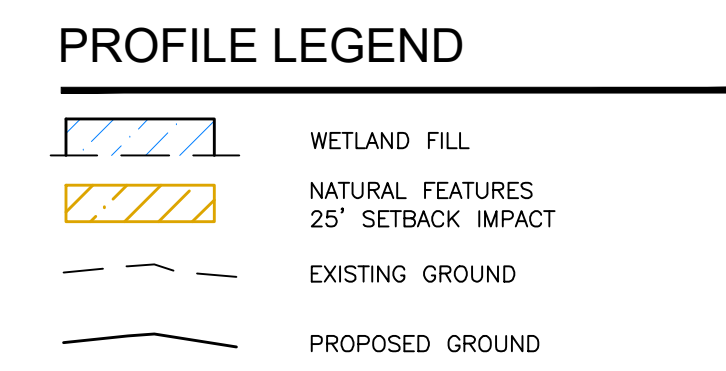 PROFILE LEGEND
WETLAND FILL
NATURAL FEATURES
25' SETBACK IMPACT
EXISTING GROUND
PROPOSED GROUND